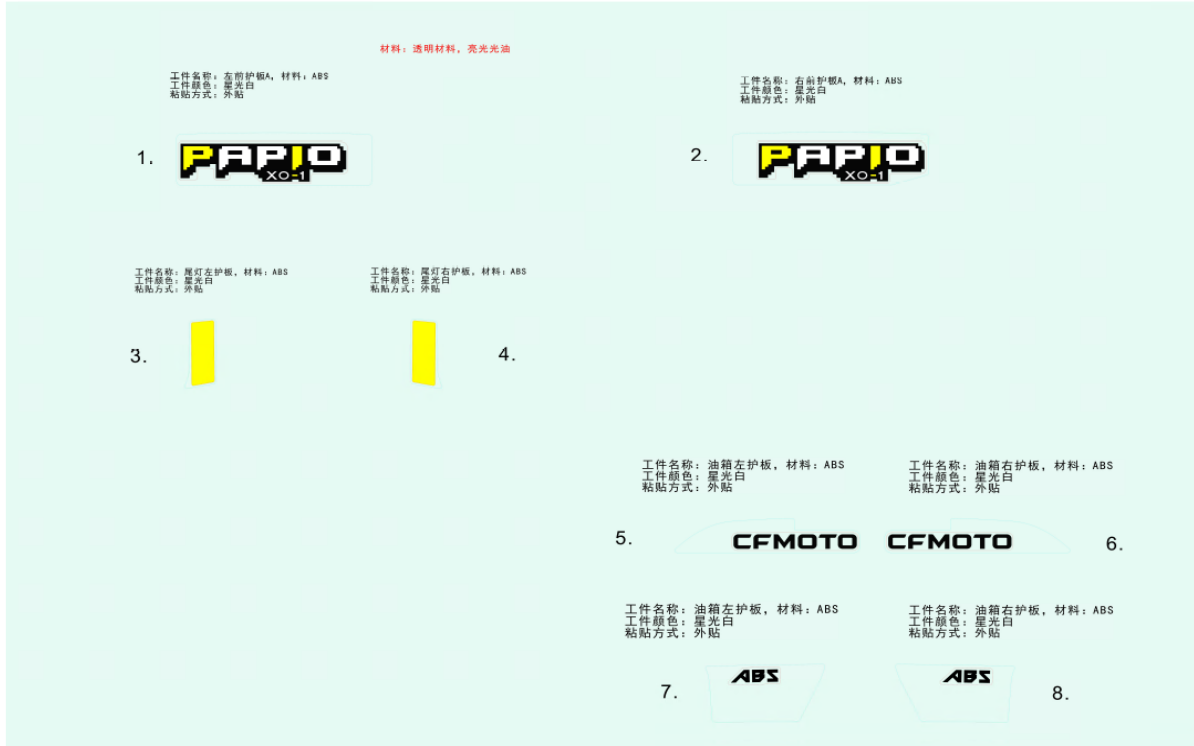 材料：透明材料，亮光光油
工件名称：左前护板A，材料：ABS
工件颜色：星光白
粘贴方式：外贴
工件名称：右前护板A，材料：ABS
工件颜色：星光白
粘贴方式：外贴
1.
PAPIO
XO-1
2.
PAPIO
XO-1
工件名称：尾灯左护板，材料：ABS
工件颜色：星光白
粘贴方式：外贴
工件名称：尾灯右护板，材料：ABS
工件颜色：星光白
粘贴方式：外贴
3.
4.
工件名称：油箱左护板，材料：ABS
工件颜色：星光白
粘贴方式：外贴
工件名称：油箱右护板，材料：ABS
工件颜色：星光白
粘贴方式：外贴
5.
CFMOTO
CFMOTO
6.
工件名称：油箱左护板，材料：ABS
工件颜色：星光白
粘贴方式：外贴
工件名称：油箱右护板，材料：ABS
工件颜色：星光白
粘贴方式：外贴
7.
ABS
ABS
8.